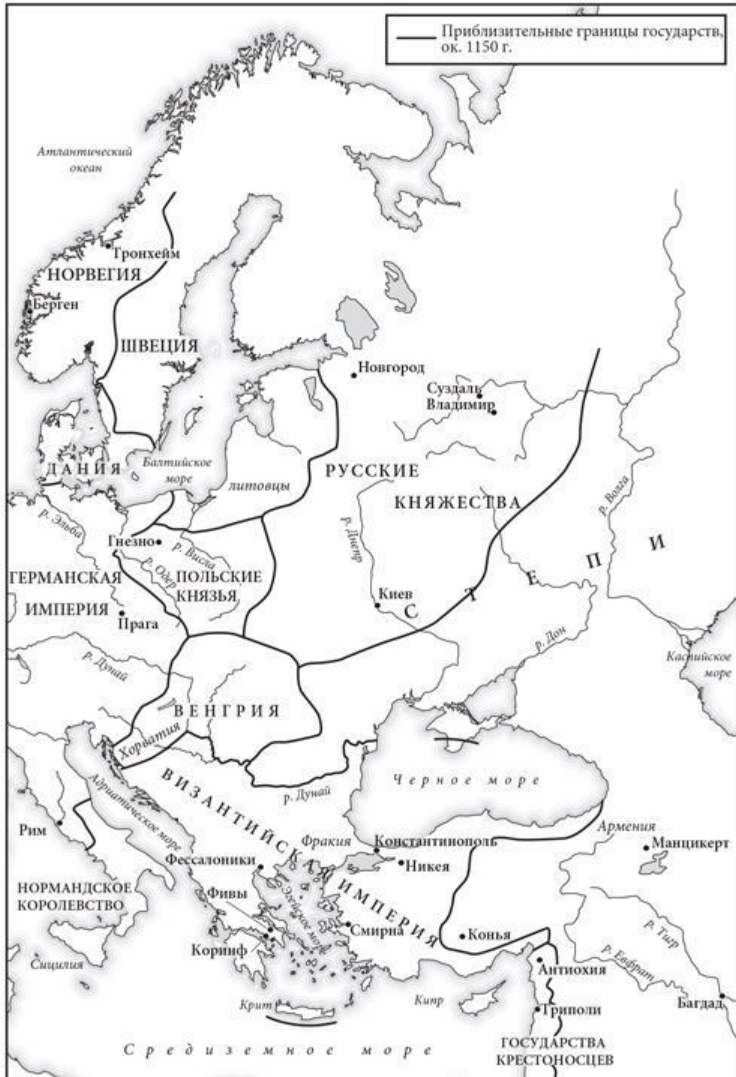 Приблизительные границы государств,
ок. 1150 г.
Атлантический
океан
Тронхейм
НОРВЕГИЯ
Берген
ШВЕЦИЯ
Новгород
Суздаль
Владимир
ДАНИЯ
Балтийское
море
ЛИТОВЦЫ
РУССКИЕ
КНЯЖЕСТВА
р. Волга
р. Эльба
Гнезно
р. Висла
р. Одер
ПОЛЬСКИЕ
КНЯЗЬЯ
р. Днепр
ГЕРМАНСКАЯ
ИМПЕРИЯ
Прага
Киев
СТЕПИ
р. Дон
р. Дунай
Каспийское
море
ВЕНГРИЯ
Хорватия
р. Дунай
Черное море
Адриатическое море
ВИЗАНТИЙСКАЯ ИМПЕРИЯ
Рим
Фракия
Константинополь
Никея
Армения
Манцикерт
Фессалоники
НОРМАНДСКОЕ
КОРОЛЕВСТВО
Фивы
Эгейское море
Смирна
Конья
Коринф
р. Тигр
р. Евфрат
Сицилия
Антиохия
Крит
Кипр
Триполи
Багдад
Средиземное море
ГОСУДАРСТВА
КРЕСТОНОСЦЕВ